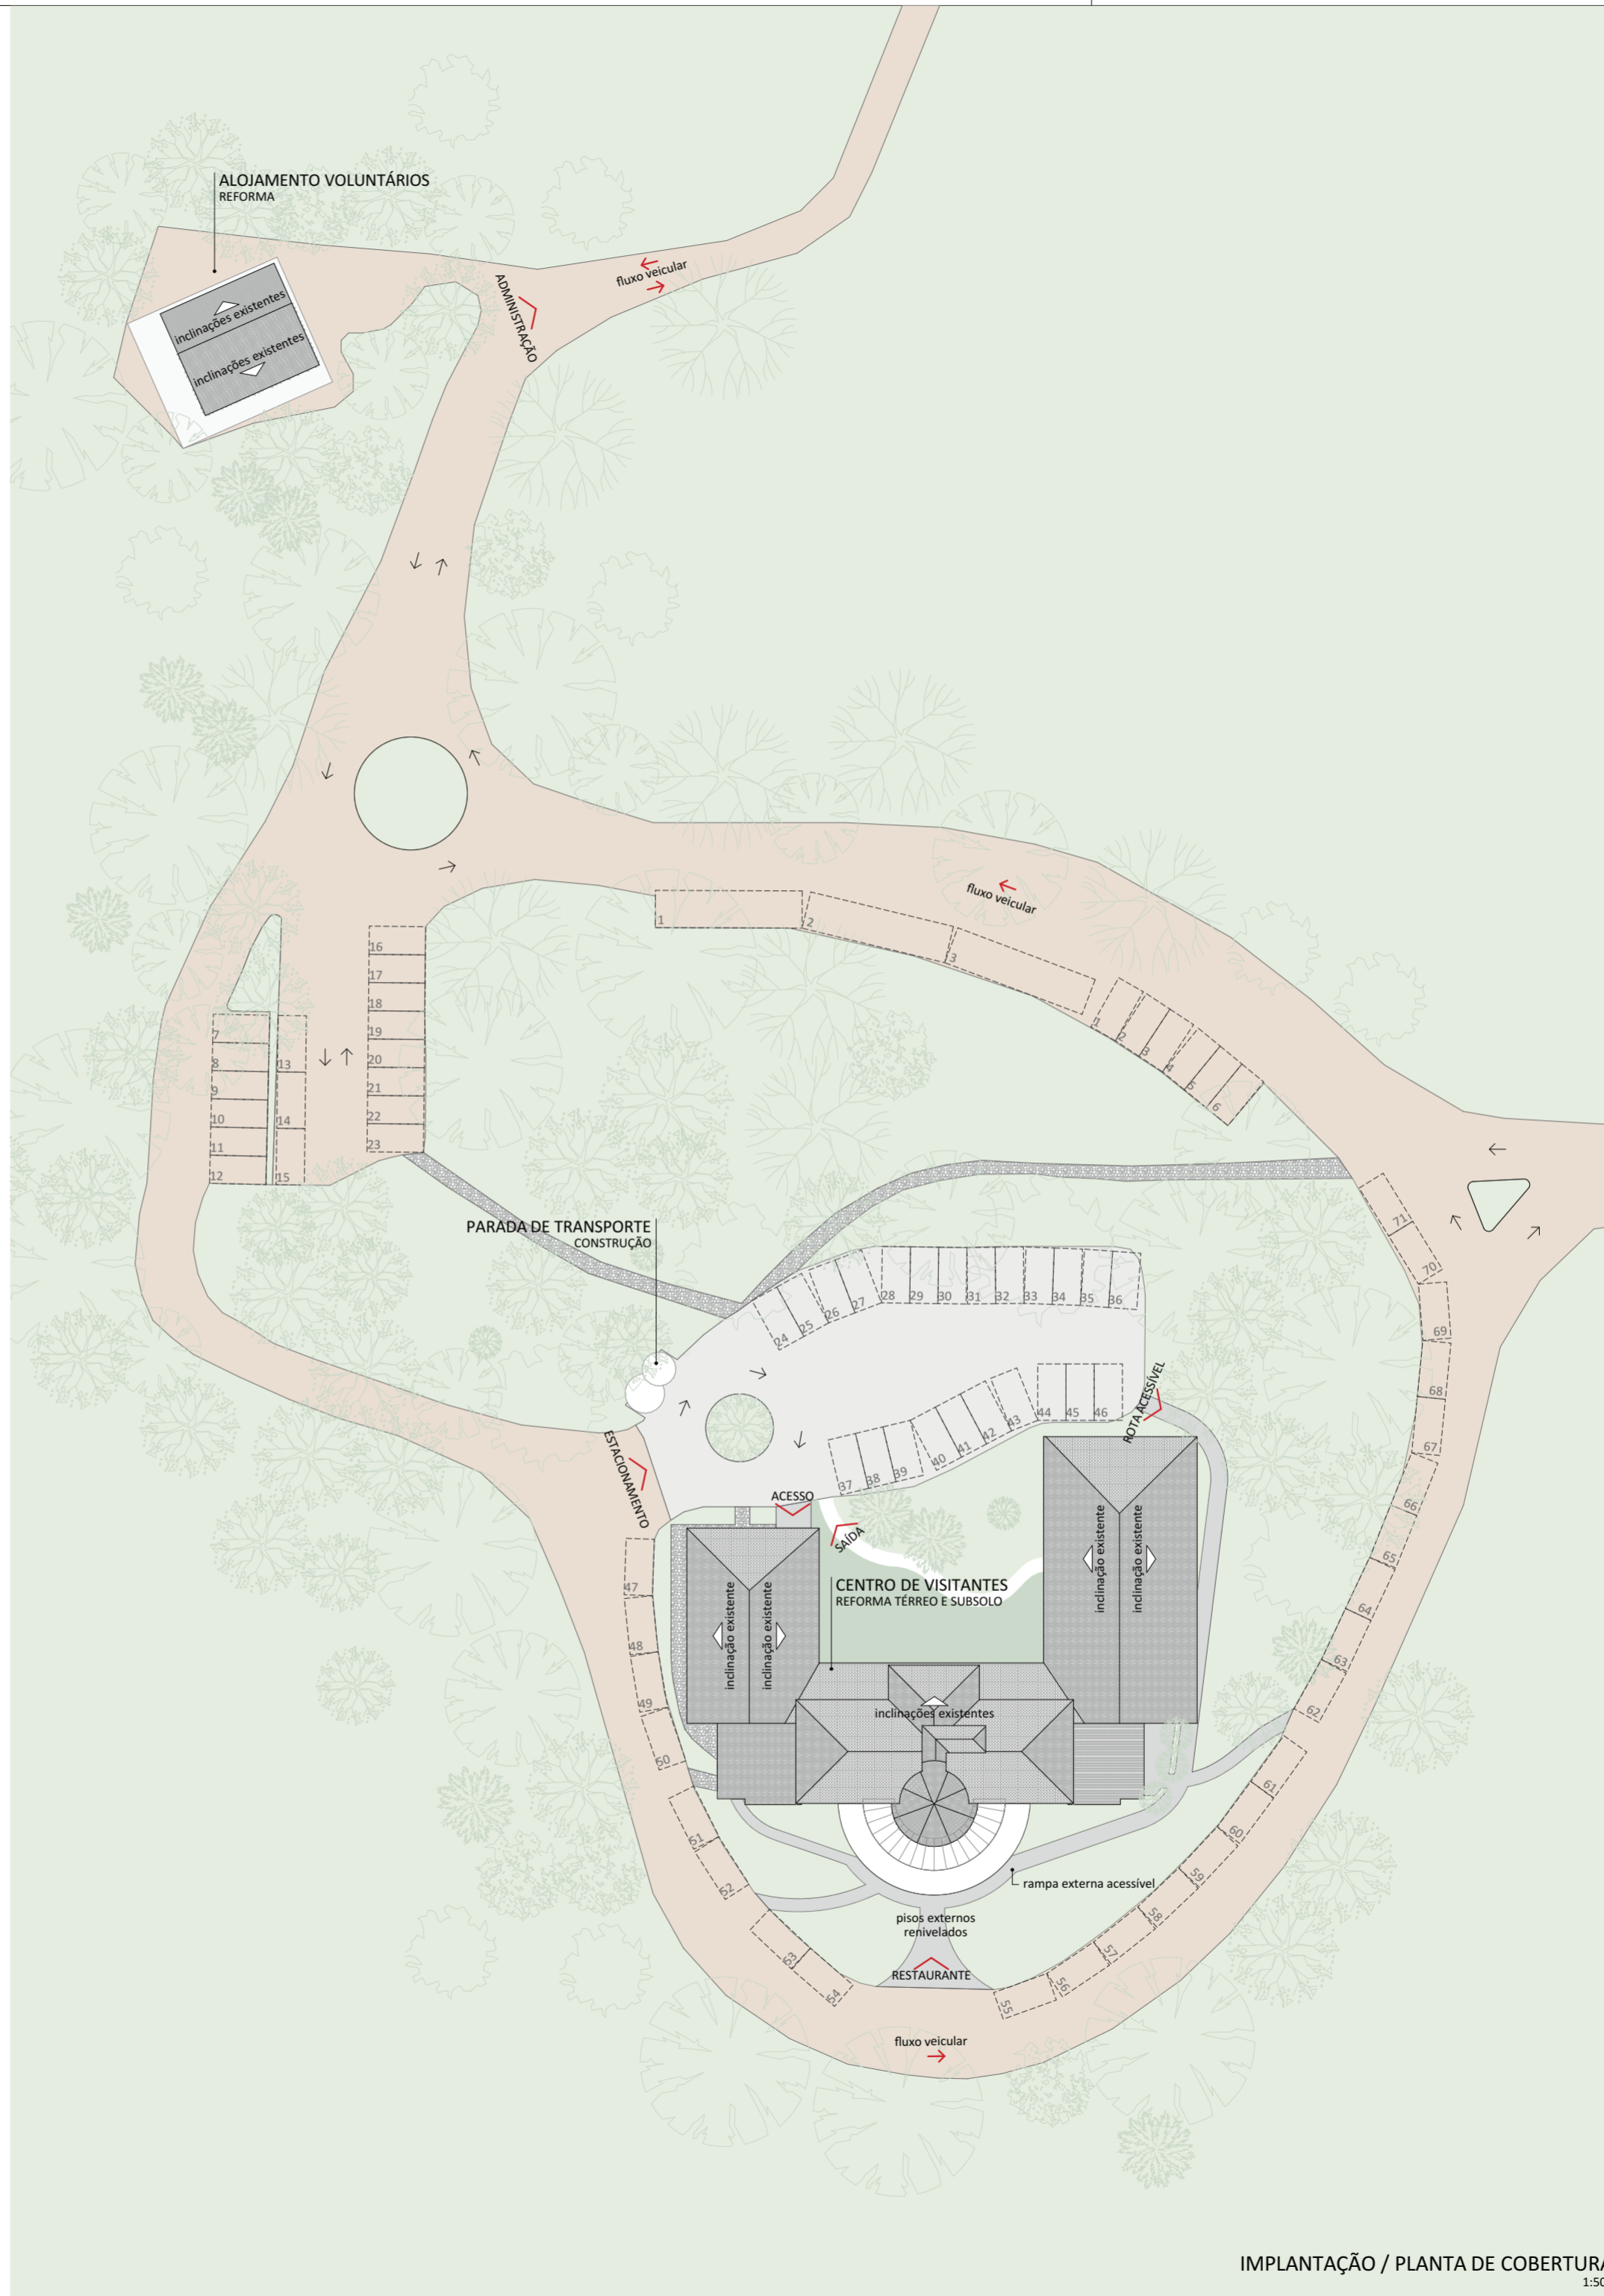 ALOJAMENTO VOLUNTÁRIOS
REFORMA
inclinações existentes
inclinações existentes
ADMINISTRAÇÃO
fluxo veicular
fluxo veicular
1
2
3
1
2
3
4
5
6
7
8
9
10
11
12
13
14
15
16
17
18
19
20
21
22
23
PARADA DE TRANSPORTE
CONSTRUÇÃO
24
25
26
27
28
29
30
31
32
33
34
35
36
37
38
39
40
41
42
43
44
45
46
ROTA ACESSÍVEL
ESTACIONAMENTO
ACESSO
SAÍDA
CENTRO DE VISITANTES
REFORMA TÉRREO E SUBSOLO
inclinação existente
inclinação existente
inclinação existente
inclinação existente
inclinações existentes
47
48
49
50
51
52
53
54
55
56
57
58
59
60
61
62
63
64
65
66
67
68
69
70
71
rampa externa acessível
pisos externos
renivelados
RESTAURANTE
fluxo veicular
IMPLANTAÇÃO / PLANTA DE COBERTURA
1:50